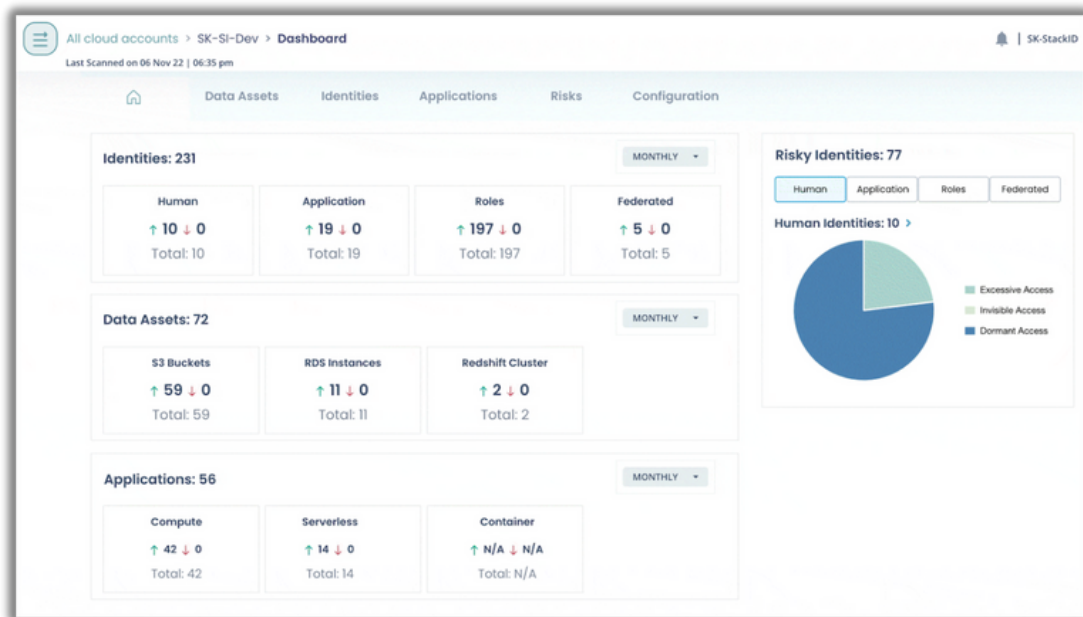 All cloud accounts > SK-SI-Dev > Dashboard
| SK-StackID
Last Scanned on 06 Nov 22 | 06:35 pm
Data Assets Identities Applications Risks Configuration
Identities: 231
MONTHLY
Human Application Roles Federated
↑ 10 ↓ 0 ↑ 19 ↓ 0 ↑ 197 ↓ 0 ↑ 5 ↓ 0
Total: 10 Total: 19 Total: 197 Total: 5
Data Assets: 72
MONTHLY
S3 Buckets RDS Instances Redshift Cluster
↑ 59 ↓ 0 ↑ 11 ↓ 0 ↑ 2 ↓ 0
Total: 59 Total: 11 Total: 2
Applications: 56
MONTHLY
Compute Serverless Container
↑ 42 ↓ 0 ↑ 14 ↓ 0 ↑ N/A ↓ N/A
Total: 42 Total: 14 Total: N/A
Risky Identities: 77
Human Application Roles Federated
Human Identities: 10 >
Excessive Access
Invisible Access
Dormant Access